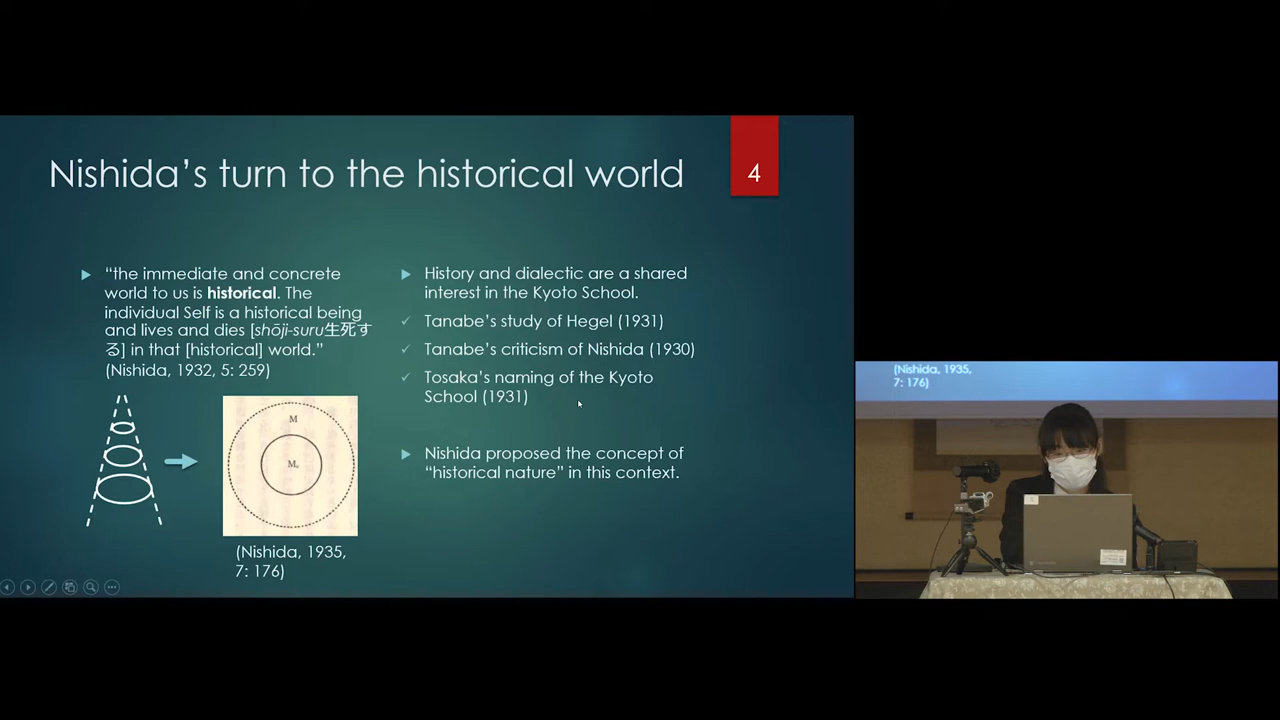 Nishida's turn to the historical world
4
"the immediate and concrete
world to us is historical. The
individual Self is a historical being
and lives and dies [shōji-suru生死す
る] in that [historical] world."
(Nishida, 1932, 5: 259)
M
M₀
(Nishida, 1935,
7: 176)
History and dialectic are a shared
interest in the Kyoto School.
Tanabe's study of Hegel (1931)
Tanabe's criticism of Nishida (1930)
Tosaka's naming of the Kyoto
School (1931)
Nishida proposed the concept of
"historical nature" in this context.
(Nishida, 1935,
7: 176)